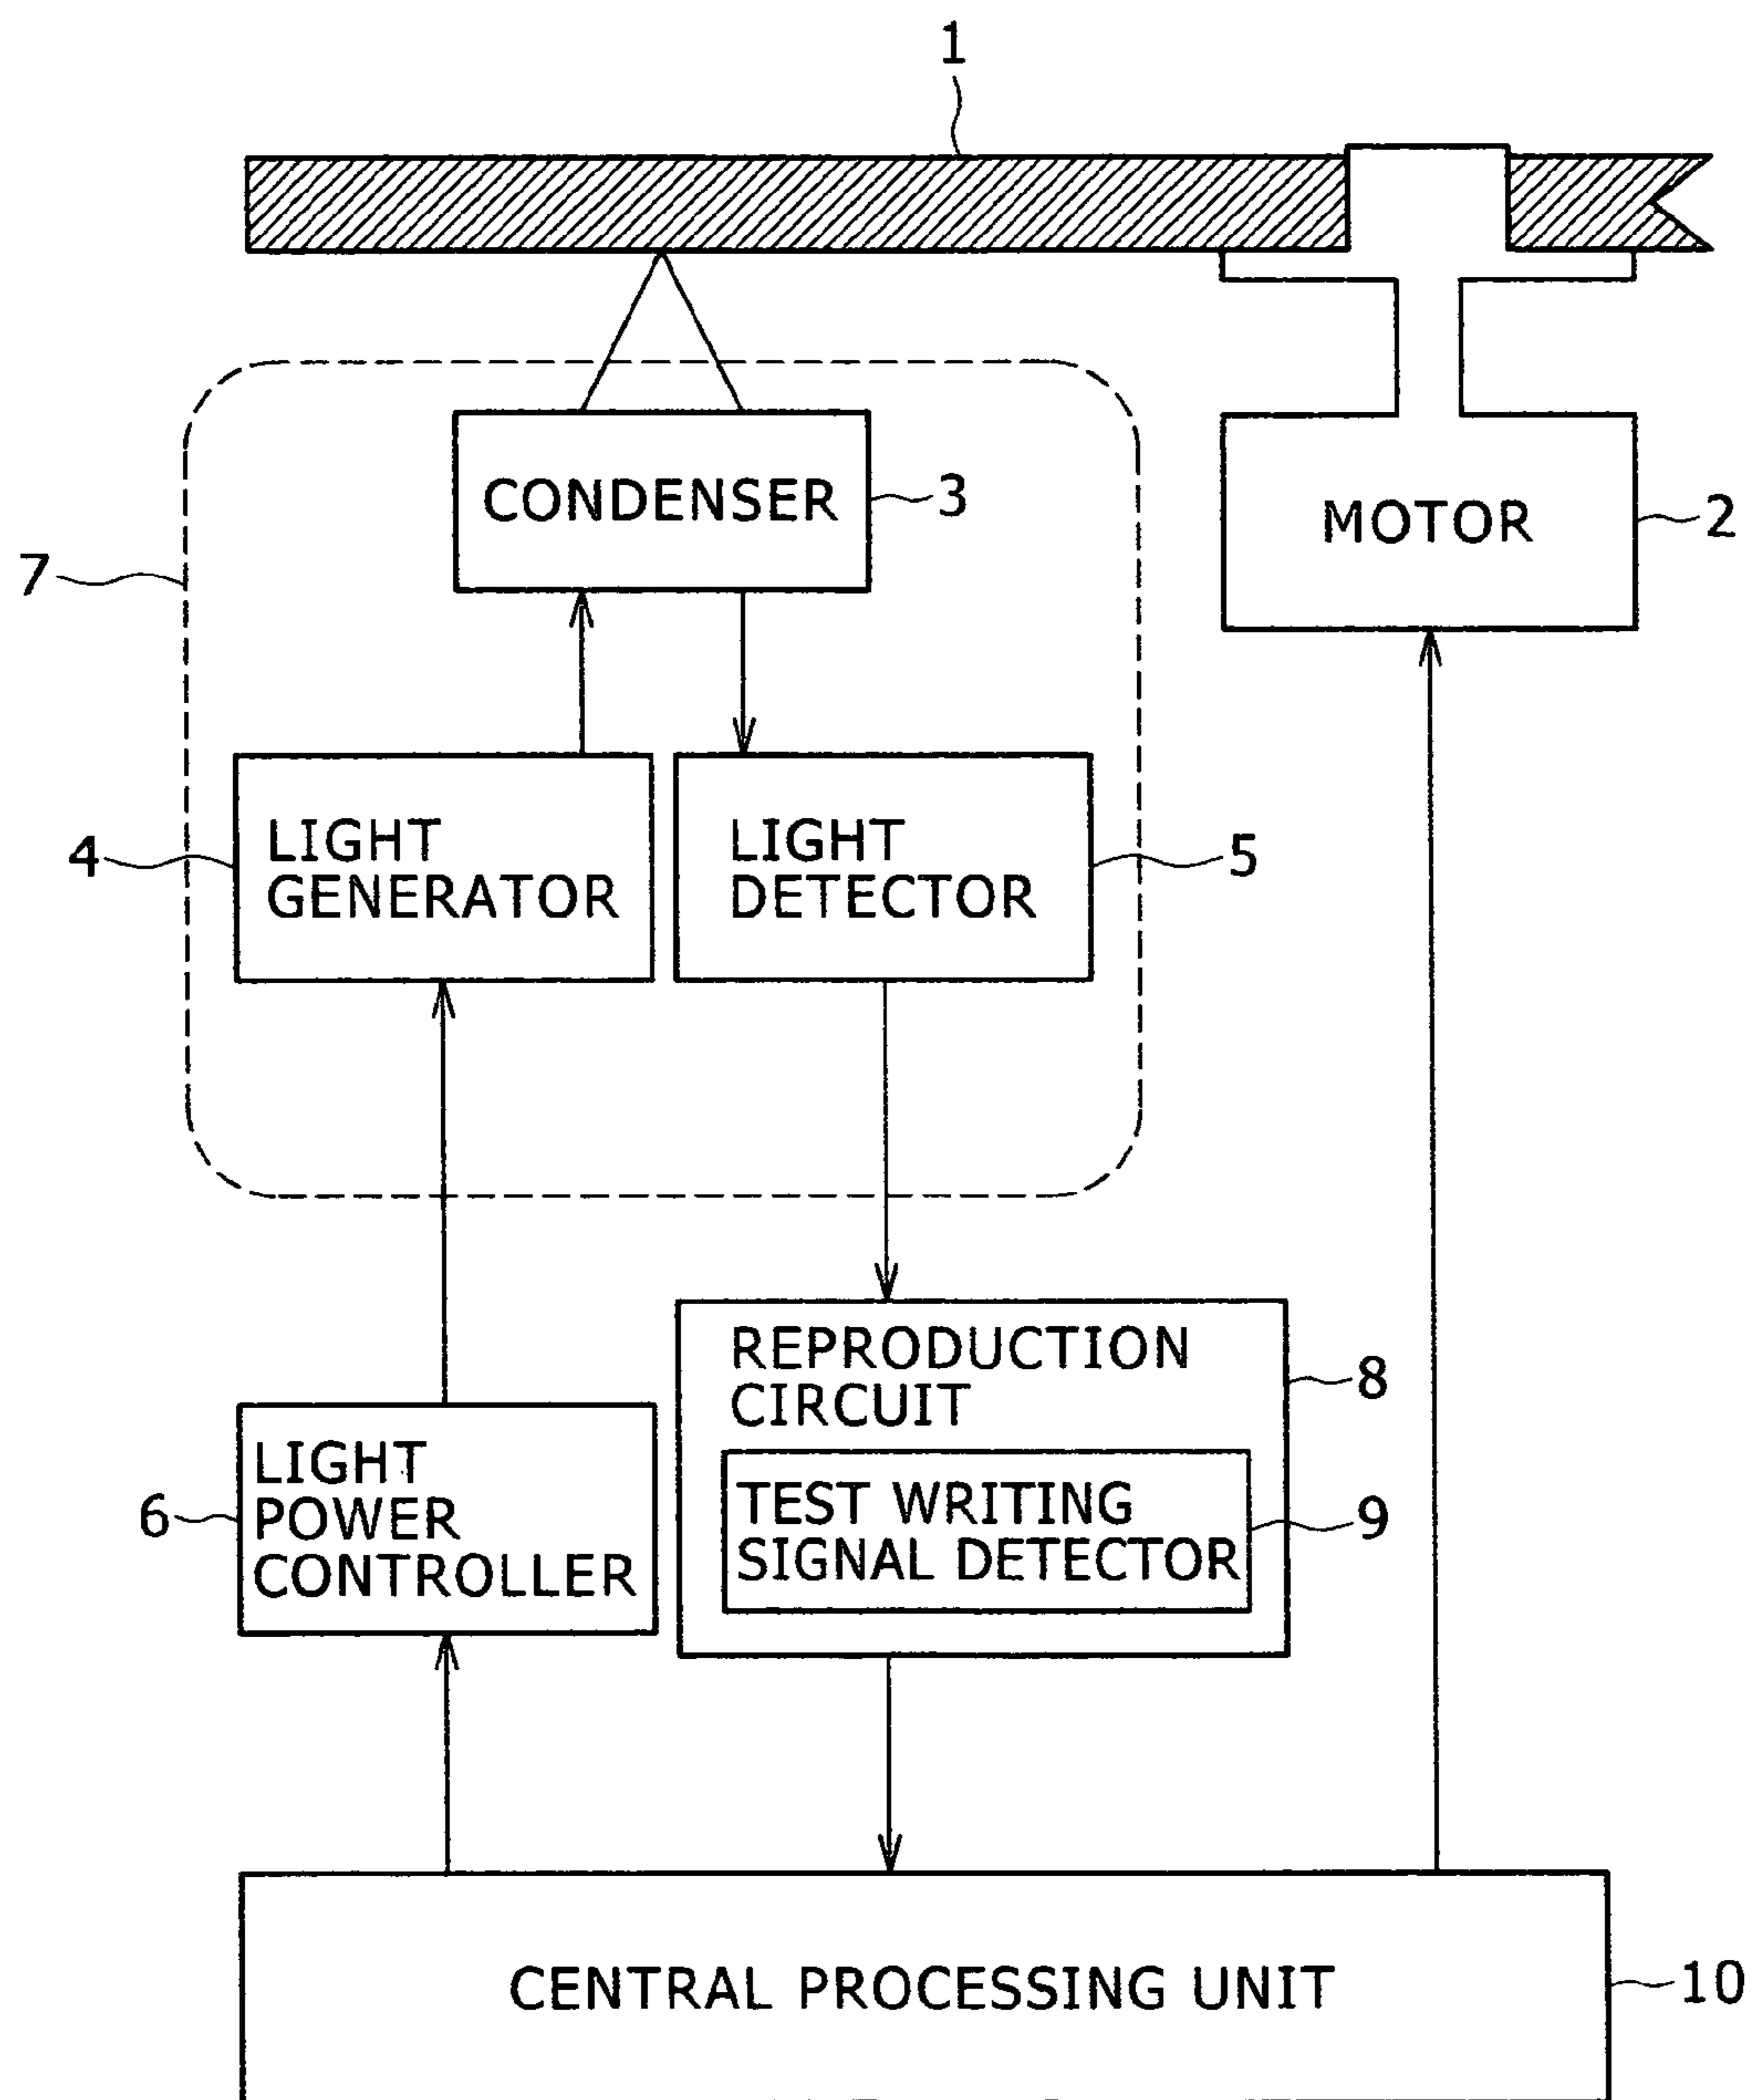 1
CONDENSER
3
MOTOR
2
7
LIGHT
GENERATOR
4
LIGHT
DETECTOR
5
REPRODUCTION
CIRCUIT
8
LIGHT
POWER
CONTROLLER
6
TEST WRITING
SIGNAL DETECTOR
9
CENTRAL PROCESSING UNIT
10